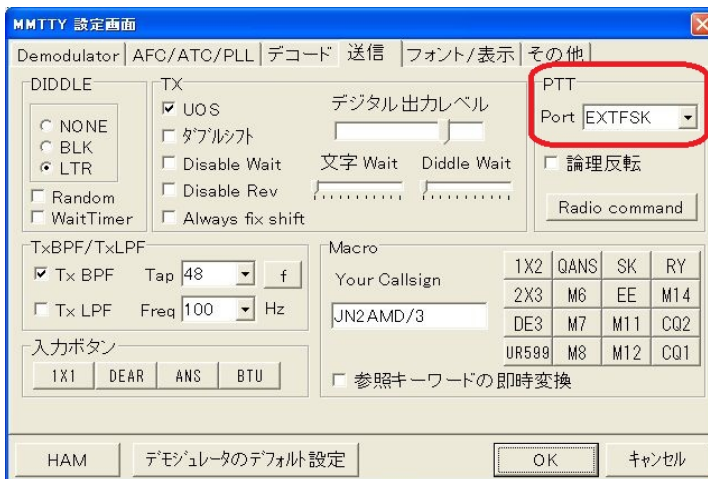 MMTTY 設定画面
Demodulator AFC/ATC/PLL デコード 送信 フォント/表示 その他
DIDDLE
NONE
BLK
LTR
Random
WaitTimer
TX
UOS
ダブルシフト
Disable Wait
Disable Rev
Always fix shift
デジタル出力レベル
文字 Wait Diddle Wait
PTT
Port EXTFSK
論理反転
Radio command
TxBPF/TxLPF
Tx BPF Tap 48 f
Tx LPF Freq 100 Hz
入力ボタン
1X1 DEAR ANS BTU
Macro
Your Callsign
JN2AMD/3
1X2 QANS SK RY
2X3 M6 EE M14
DE3 M7 M11 CQ2
UR599 M8 M12 CQ1
参照キーワードの即時変換
HAM デモジュレータのデフォルト設定 OK キャンセル